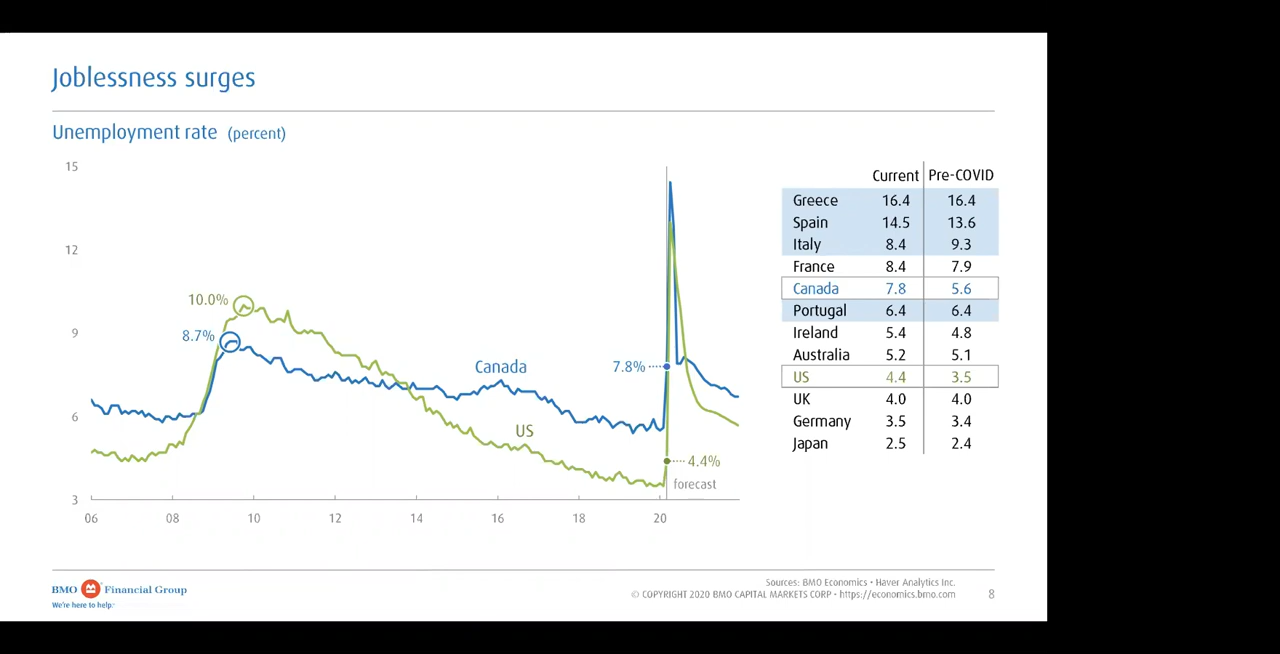 Joblessness surges
Unemployment rate (percent)
15
12
9
6
3
10.0%
8.7%
Canada
US
7.8%
4.4%
forecast
06 08 10 12 14 16 18 20
Current Pre-COVID
Greece 16.4 16.4
Spain 14.5 13.6
Italy 8.4 9.3
France 8.4 7.9
Canada 7.8 5.6
Portugal 6.4 6.4
Ireland 5.4 4.8
Australia 5.2 5.1
US 4.4 3.5
UK 4.0 4.0
Germany 3.5 3.4
Japan 2.5 2.4
BMO Financial Group
We're here to help.
Sources: BMO Economics • Haver Analytics Inc.
© COPYRIGHT 2020 BMO CAPITAL MARKETS CORP • https://economics.bmo.com 8